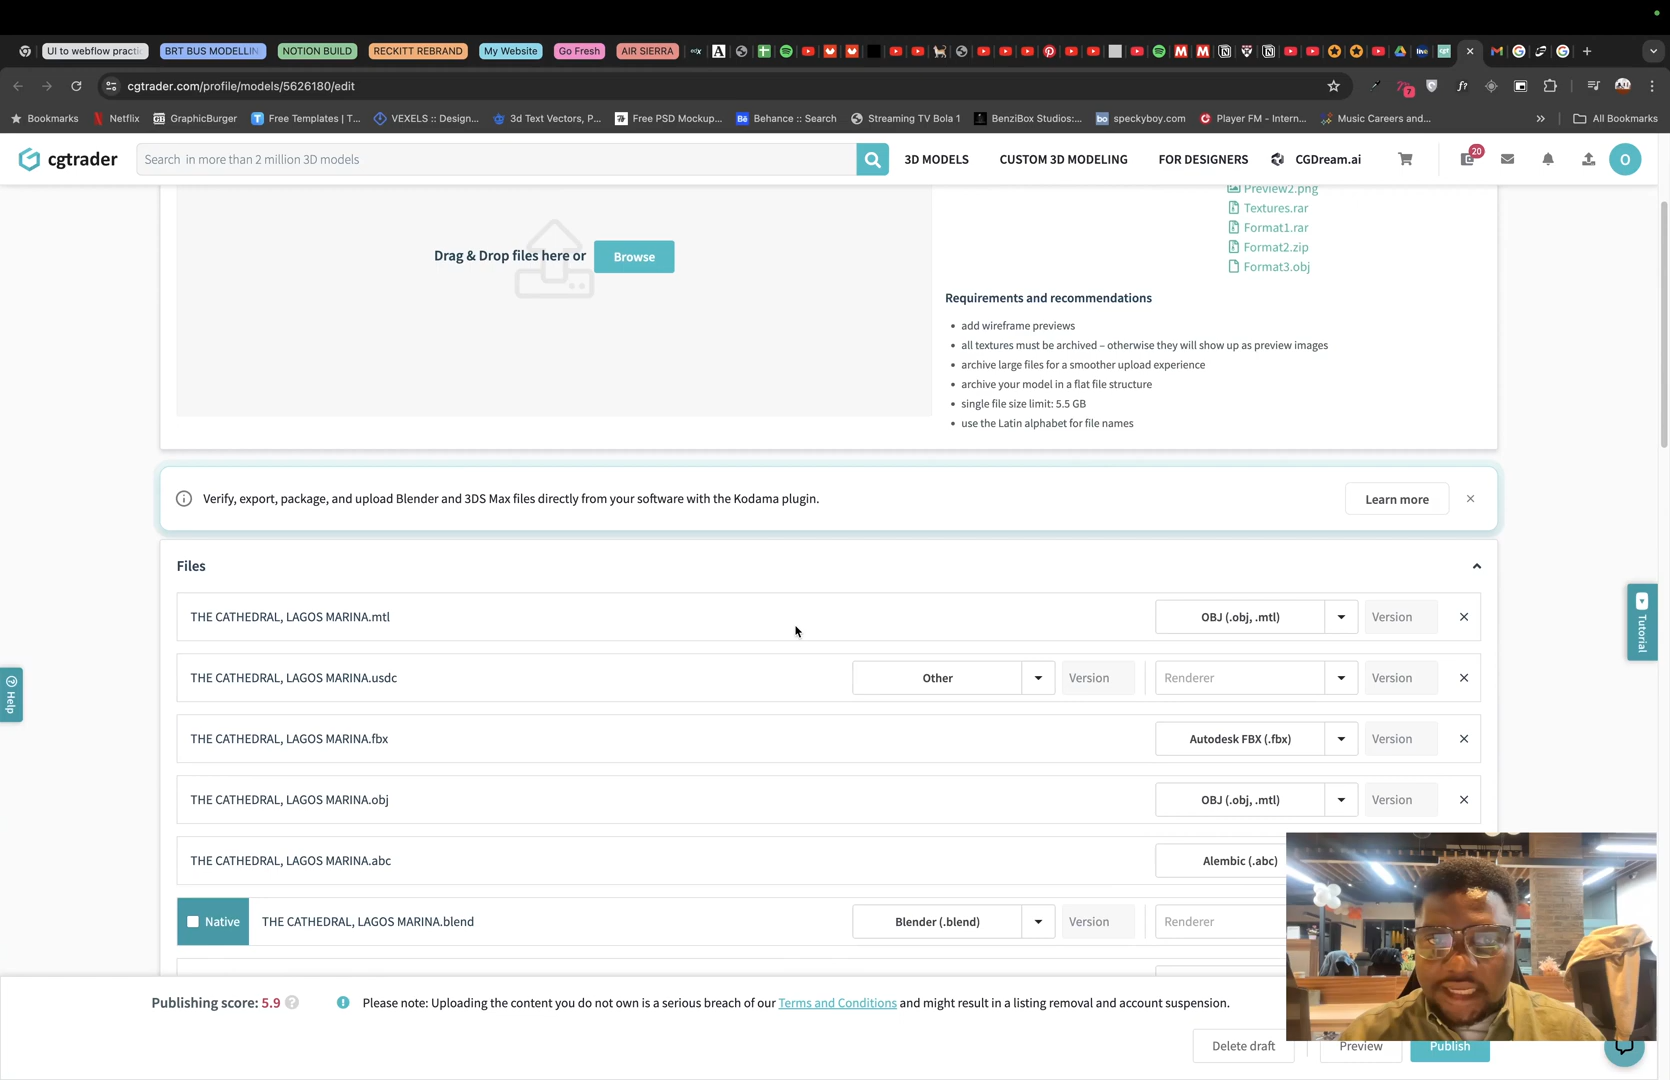 UI to webflow practi
BRT BUS MODELLIN
NOTION BUILD
RECKITT REBRAND
My Website
Go Fresh
AIR SIERRA
cgtrader.com/profile/models/5626180/edit
7
f?
Bookmarks
Netflix
GraphicBurger
Free Templates | T...
VEXELS :: Design...
3d Text Vectors, P...
Free PSD Mockup...
Behance :: Search
Streaming TV Bola 1
BenziBox Studios:...
speckyboy.com
Player FM - Intern...
Music Careers and...
All Bookmarks
cgtrader
Search in more than 2 million 3D models
3D MODELS
CUSTOM 3D MODELING
FOR DESIGNERS
CGDream.ai
20
O
Preview2.png
Textures.rar
Format1.rar
Format2.zip
Format3.obj
Drag & Drop files here or
Browse
Requirements and recommendations
• add wireframe previews
• all textures must be archived – otherwise they will show up as preview images
• archive large files for a smoother upload experience
• archive your model in a flat file structure
• single file size limit: 5.5 GB
• use the Latin alphabet for file names
Verify, export, package, and upload Blender and 3DS Max files directly from your software with the Kodama plugin.
Learn more
Files
THE CATHEDRAL, LAGOS MARINA.mtl
OBJ (.obj, .mtl)
Version
THE CATHEDRAL, LAGOS MARINA.usdc
Other
Version
Renderer
Version
THE CATHEDRAL, LAGOS MARINA.fbx
Autodesk FBX (.fbx)
Version
THE CATHEDRAL, LAGOS MARINA.obj
OBJ (.obj, .mtl)
Version
THE CATHEDRAL, LAGOS MARINA.abc
Alembic (.abc)
Native
THE CATHEDRAL, LAGOS MARINA.blend
Blender (.blend)
Version
Renderer
Help
Tutorial
Publishing score: 5.9
Please note: Uploading the content you do not own is a serious breach of our Terms and Conditions and might result in a listing removal and account suspension.
Delete draft
Preview
Publish